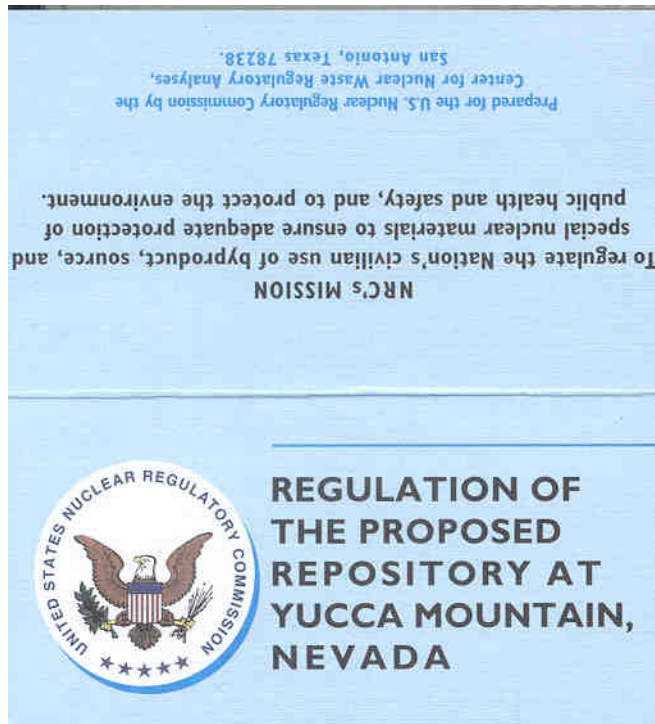 Prepared for the U.S. Nuclear Regulatory Commission by the
Center for Nuclear Waste Regulatory Analyses,
San Antonio, Texas 78238.
NRC's MISSION
To regulate the Nation's civilian use of byproduct, source, and
special nuclear materials to ensure adequate protection of
public health and safety, and to protect the environment.
UNITED STATES NUCLEAR REGULATORY COMMISSION
REGULATION OF
THE PROPOSED
REPOSITORY AT
YUCCA MOUNTAIN,
NEVADA